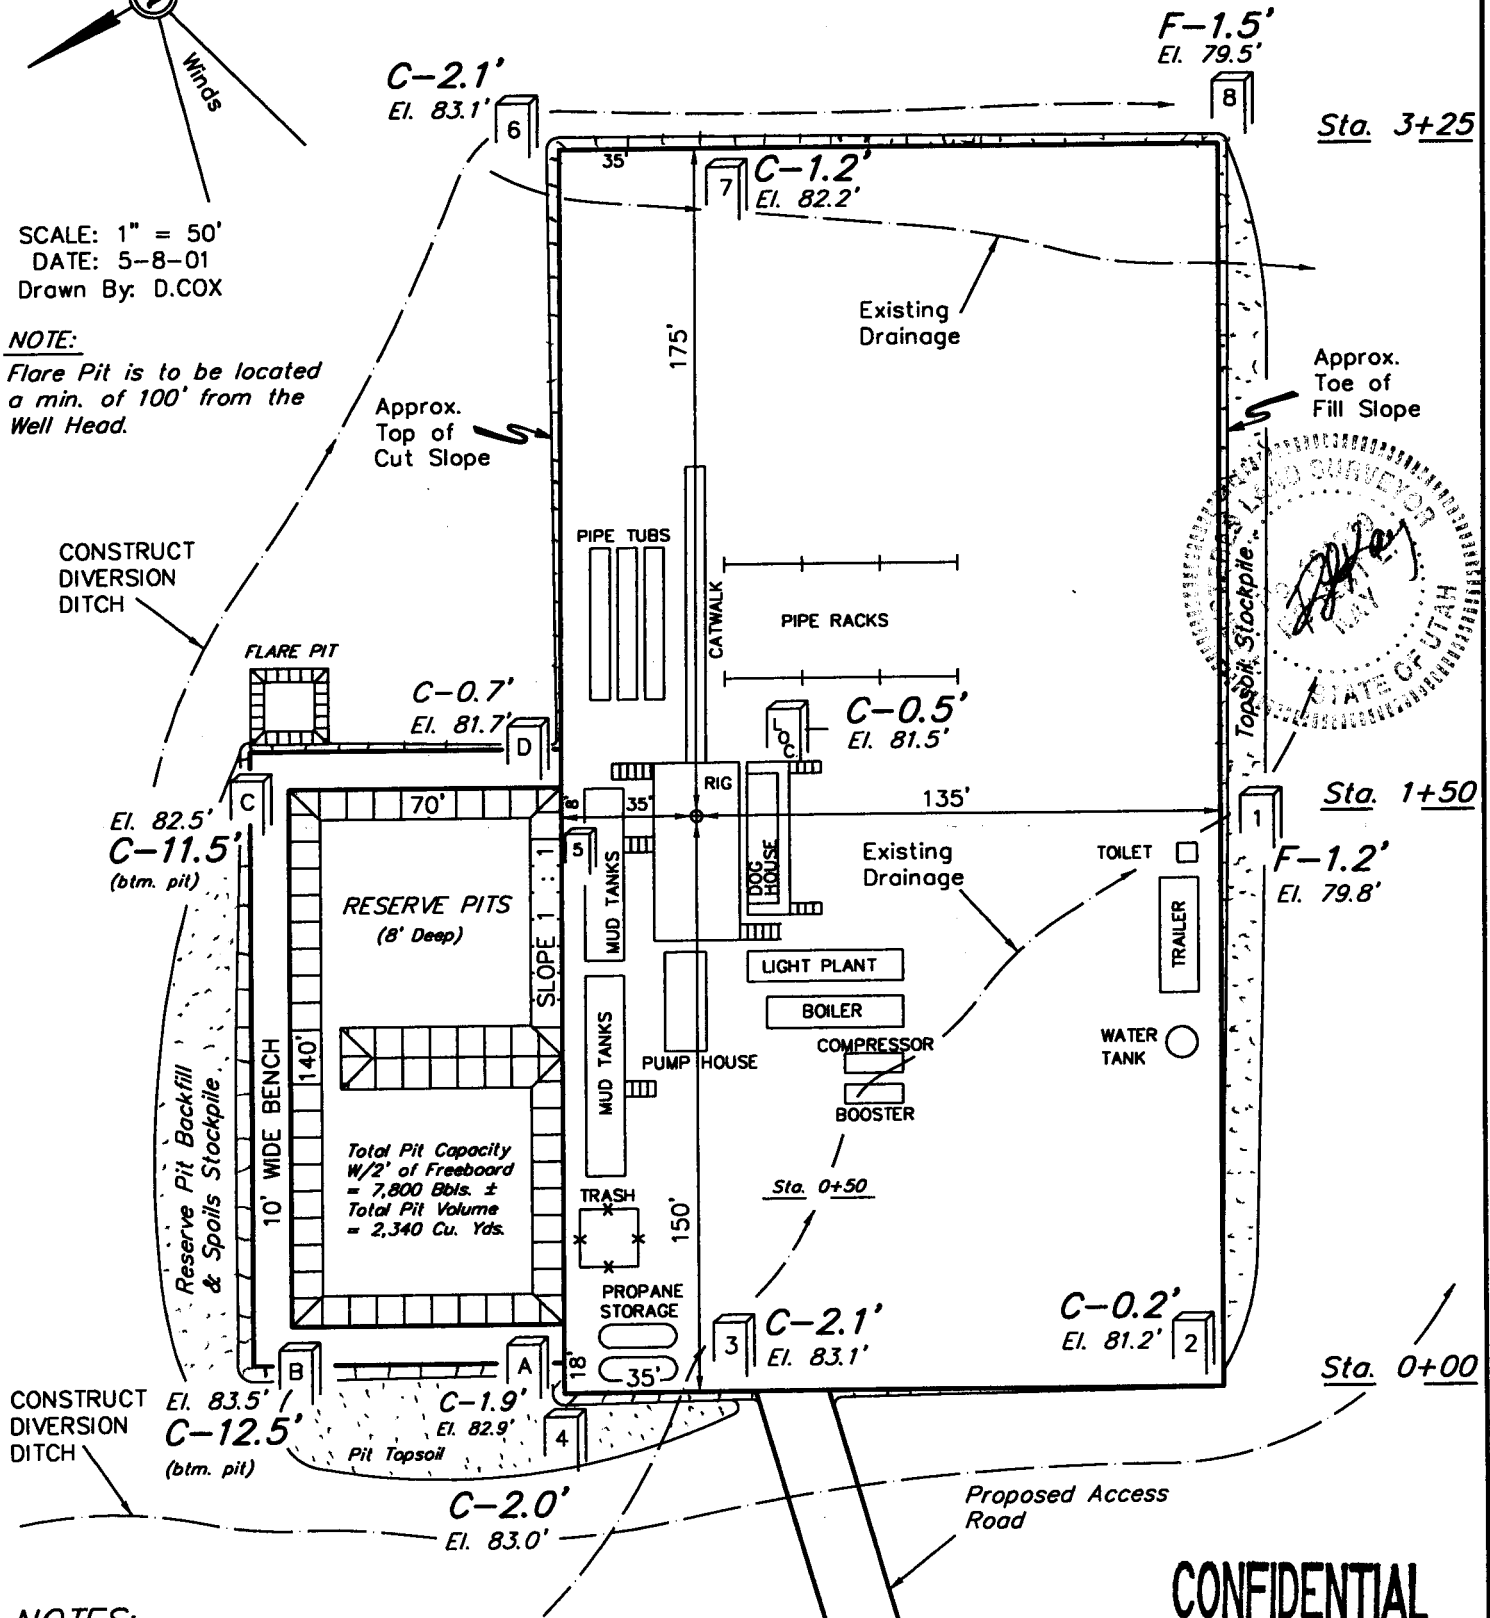 F-1.5'
El. 79.5'
C-2.1'
El. 83.1'
Winds
6
8
Sta. 3+25
35'
7
C-1.2'
El. 82.2'
SCALE: 1" = 50'
DATE: 5-8-01
Drawn By: D.COX
Existing
Drainage
175'
NOTE:
Flare Pit is to be located
a min. of 100' from the
Well Head.
Approx.
Top of
Cut Slope
Approx.
Toe of
Fill Slope
LAND SURVEYOR
STATE OF UTAH
KAY
Topsoil Stockpile
CONSTRUCT
DIVERSION
DITCH
PIPE TUBS
CATWALK
PIPE RACKS
FLARE PIT
C-0.7'
El. 81.7'
D
LOC.
C-0.5'
El. 81.5'
C
El. 82.5'
C-11.5'
(btm. pit)
70'
8'
35'
RIG
135'
Sta. 1+50
1
F-1.2'
El. 79.8'
5
MUD TANKS
DOG
HOUSE
Existing
Drainage
TOILET
TRAILER
RESERVE PITS
(8' Deep)
SLOPE 1 : 1
LIGHT PLANT
BOILER
COMPRESSOR
BOOSTER
WATER
TANK
PUMP HOUSE
MUD TANKS
140'
10' WIDE BENCH
Reserve Pit Backfill
& Spoils Stockpile
Total Pit Capacity
W/2' of Freeboard
= 7,800 Bbls. ±
Total Pit Volume
= 2,340 Cu. Yds.
TRASH
150'
Sta. 0+50
PROPANE
STORAGE
3
C-2.1'
El. 83.1'
C-0.2'
El. 81.2'
2
B
A
18'
35'
Sta. 0+00
CONSTRUCT
DIVERSION
DITCH
El. 83.5'
C-12.5'
(btm. pit)
C-1.9'
El. 82.9'
4
Pit Topsoil
C-2.0'
El. 83.0'
Proposed Access
Road
CONFIDENTIAL
NOTES: